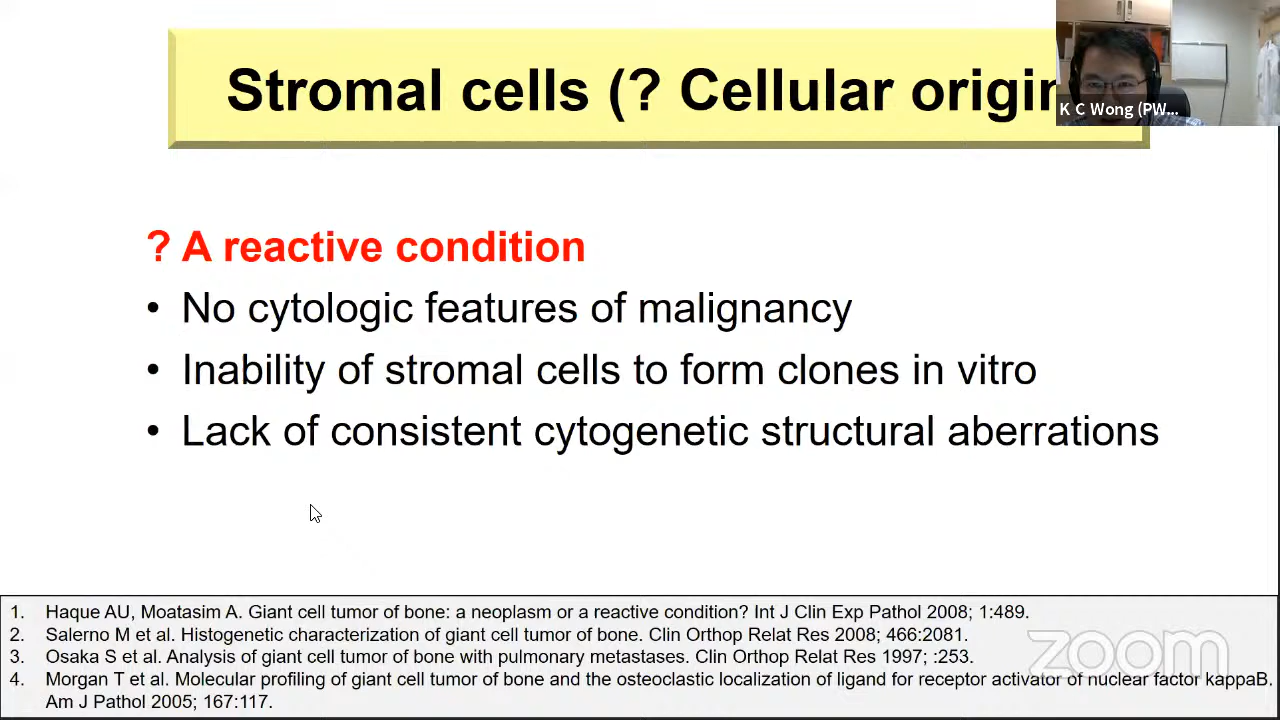 Stromal cells (? Cellular origin
K C Wong (PW...
? A reactive condition
• No cytologic features of malignancy
• Inability of stromal cells to form clones in vitro
• Lack of consistent cytogenetic structural aberrations
1. Haque AU, Moatasim A. Giant cell tumor of bone: a neoplasm or a reactive condition? Int J Clin Exp Pathol 2008; 1:489.
2. Salerno M et al. Histogenetic characterization of giant cell tumor of bone. Clin Orthop Relat Res 2008; 466:2081.
3. Osaka S et al. Analysis of giant cell tumor of bone with pulmonary metastases. Clin Orthop Relat Res 1997; :253.
4. Morgan T et al. Molecular profiling of giant cell tumor of bone and the osteoclastic localization of ligand for receptor activator of nuclear factor kappaB.
Am J Pathol 2005; 167:117.
zoom